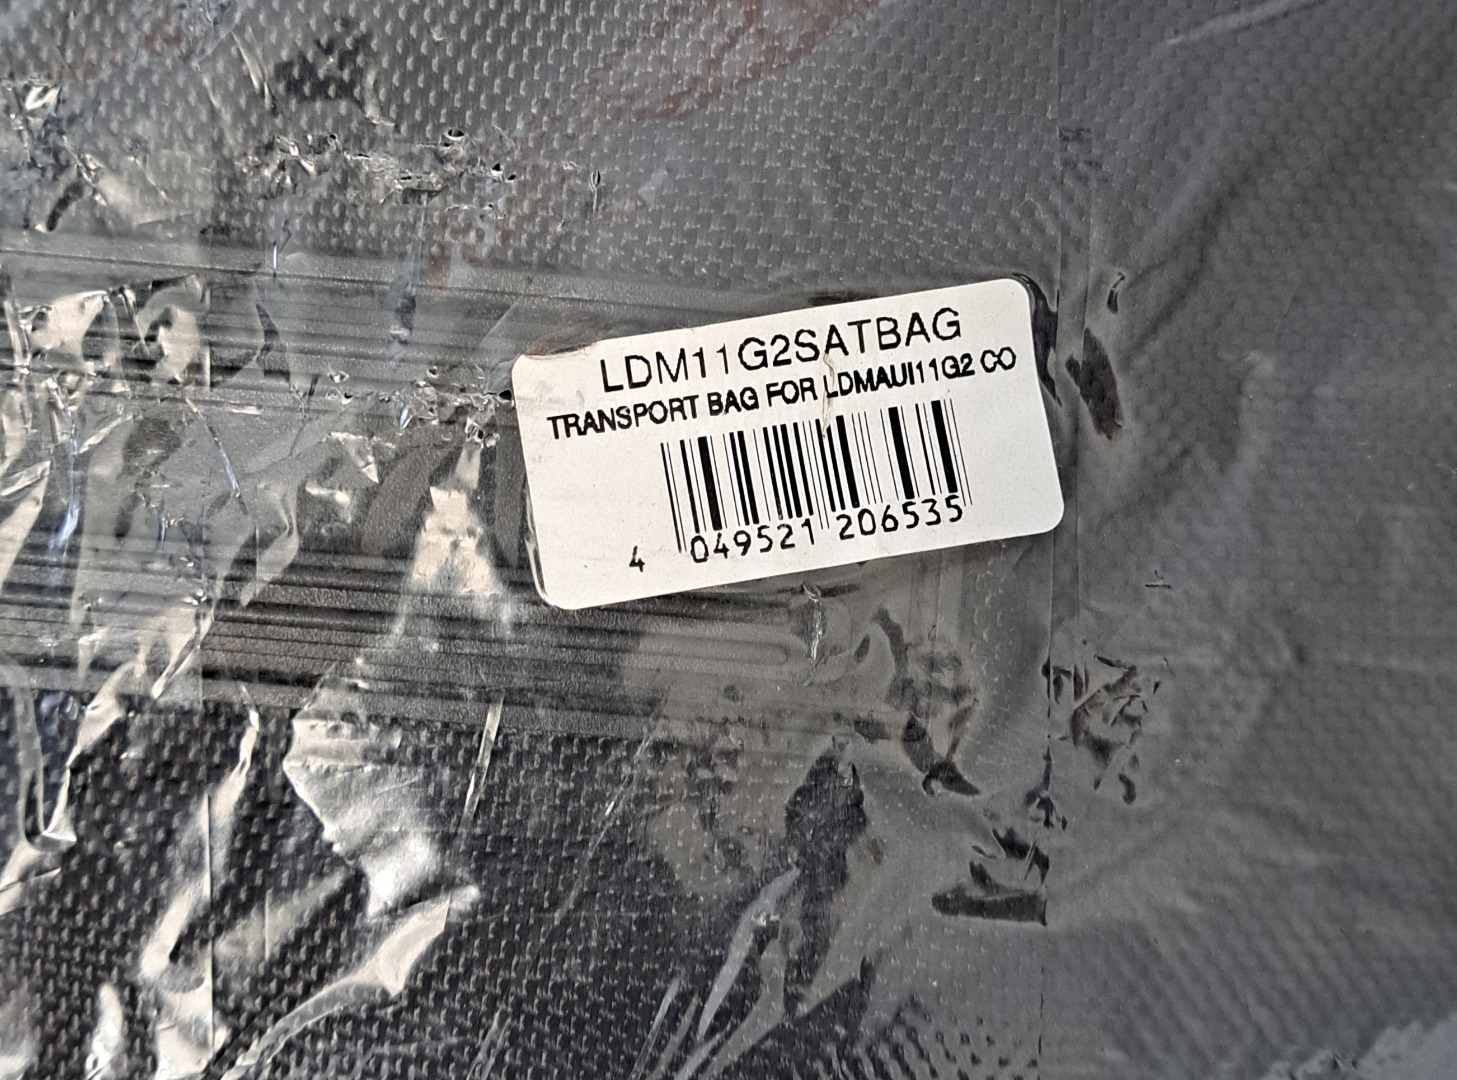 LDM11G2SATBAG
TRANSPORT BAG FOR LDMAUI11G2 CO
4 049521 206535